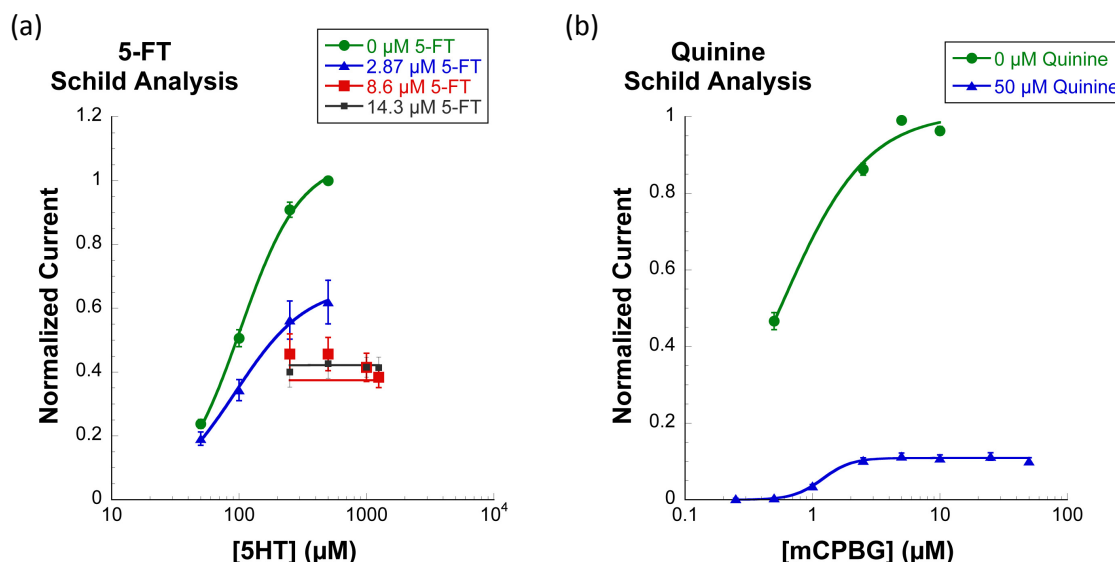 (a)
5-FT
Schild Analysis
0 µM 5-FT
2.87 µM 5-FT
8.6 µM 5-FT
14.3 µM 5-FT
Normalized Current
1.2
1
0.8
0.6
0.4
0.2
0
10
100
1000
10⁴
[5HT] (µM)
(b)
Quinine
Schild Analysis
0 µM Quinine
50 µM Quinine
Normalized Current
1
0.8
0.6
0.4
0.2
0
0.1
1
10
100
[mCPBG] (µM)